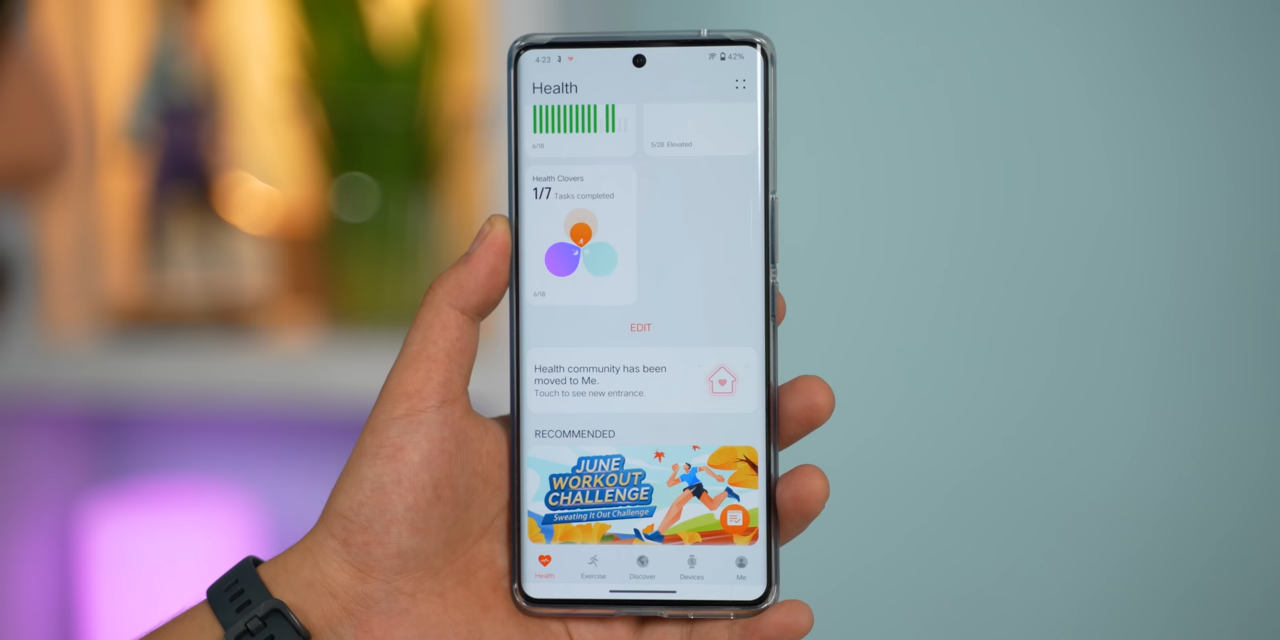 4:23
42%
Health
6/18
5/28 Elevated
Health Clovers
1/7 Tasks completed
6/18
EDIT
Health community has been
moved to Me.
Touch to see new entrance.
RECOMMENDED
JUNE
WORKOUT
CHALLENGE
Sweating It Out Challenge
Health
Exercise
Discover
Devices
Me